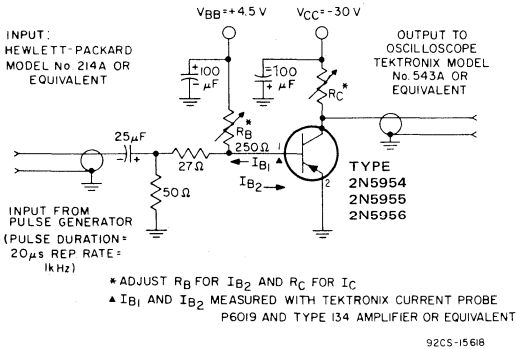 INPUT:
HEWLETT-PACKARD
MODEL No. 214A OR
EQUIVALENT
VBB=+4.5 V
VCC=-30 V
OUTPUT TO
OSCILLOSCOPE
TEKTRONIX MODEL
No. 543A OR
EQUIVALENT
+ 100
- μF
- 100
+ μF
RC*
RB*
250Ω
25μF
- +
27Ω
50Ω
IB1
IB2
▲
1
2
TYPE
2N5954
2N5955
2N5956
INPUT FROM
PULSE GENERATOR
(PULSE DURATION=
20μs REP. RATE=
1kHz)
* ADJUST RB FOR IB2 AND RC FOR IC
▲ IB1 AND IB2 MEASURED WITH TEKTRONIX CURRENT PROBE
P6019 AND TYPE 134 AMPLIFIER OR EQUIVALENT
92CS-15618